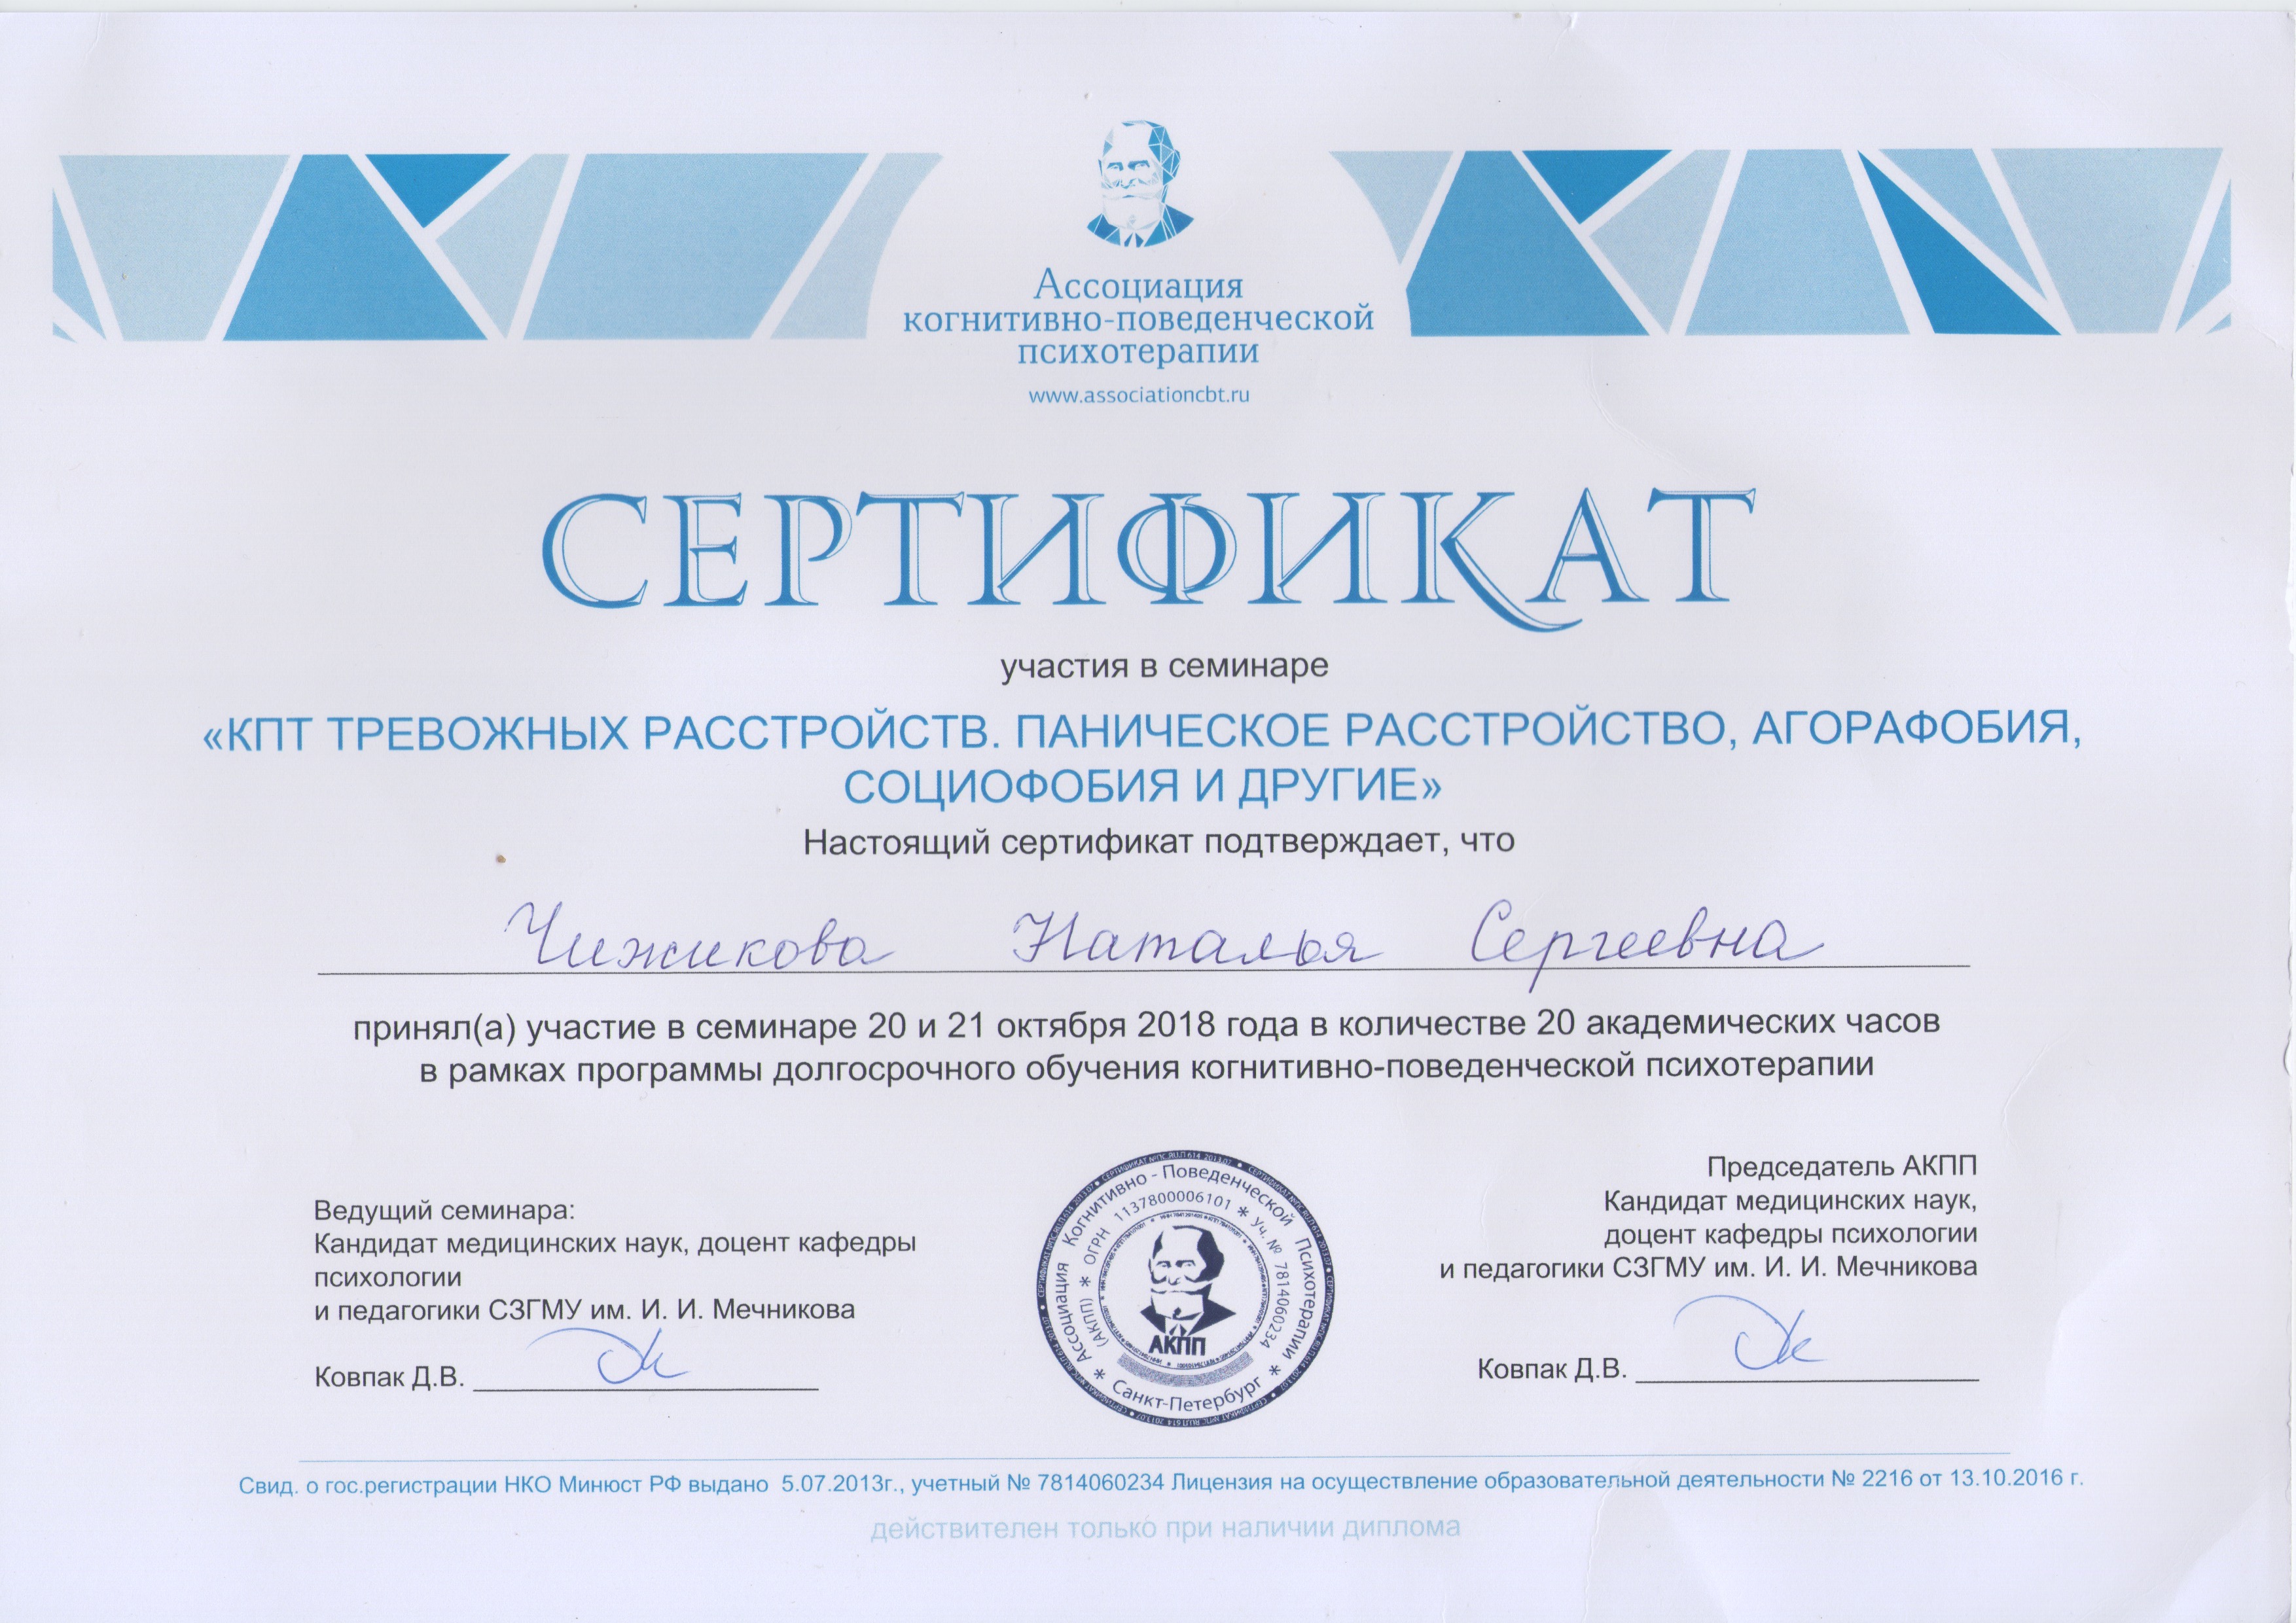 Ассоциация
когнитивно-поведенческой
психотерапии
www.associationcbt.ru
СЕРТИФИКАТ
участия в семинаре
«КПТ ТРЕВОЖНЫХ РАССТРОЙСТВ. ПАНИЧЕСКОЕ РАССТРОЙСТВО, АГОРАФОБИЯ,
СОЦИОФОБИЯ И ДРУГИЕ»
Настоящий сертификат подтверждает, что
Чижикова Наталья Сергеевна
принял(а) участие в семинаре 20 и 21 октября 2018 года в количестве 20 академических часов
в рамках программы долгосрочного обучения когнитивно-поведенческой психотерапии
Ведущий семинара:
Кандидат медицинских наук, доцент кафедры
психологии
и педагогики СЗГМУ им. И. И. Мечникова
Ковпак Д.В.
Ассоциация Когнитивно - Поведенческой Психотерапии
(АКПП) * ОГРН 1137800006101 * Уч. № 7814060234
АКПП
* Санкт-Петербург *
Председатель АКПП
Кандидат медицинских наук,
доцент кафедры психологии
и педагогики СЗГМУ им. И. И. Мечникова
Ковпак Д.В.
Свид. о гос.регистрации НКО Минюст РФ выдано 5.07.2013г., учетный № 7814060234 Лицензия на осуществление образовательной деятельности № 2216 от 13.10.2016 г.
действителен только при наличии диплома